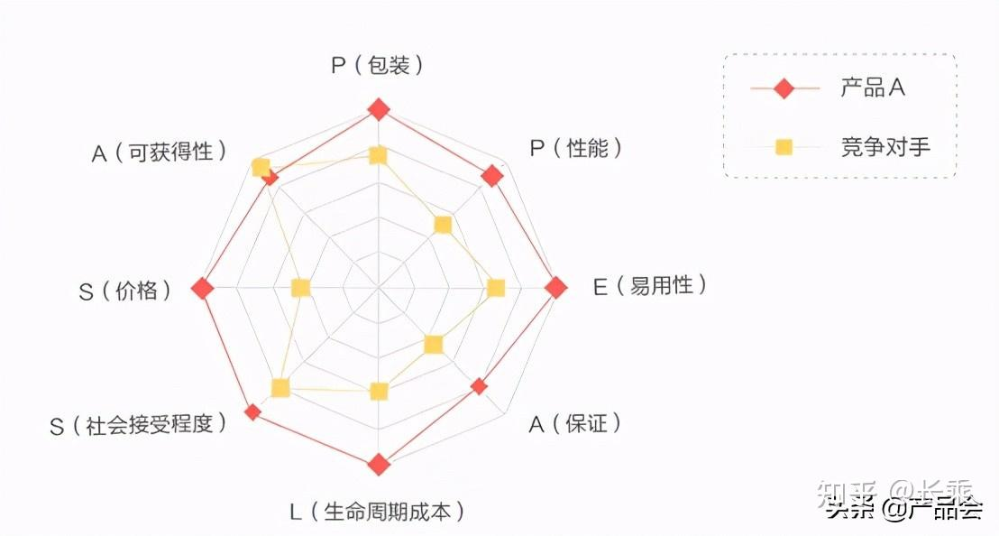 P（包装）
产品A
A（可获得性）
P（性能）
竞争对手
S（价格）
E（易用性）
S（社会接受程度）
A（保证）
L（生命周期成本）
知乎 @长乘
头条 @产品会